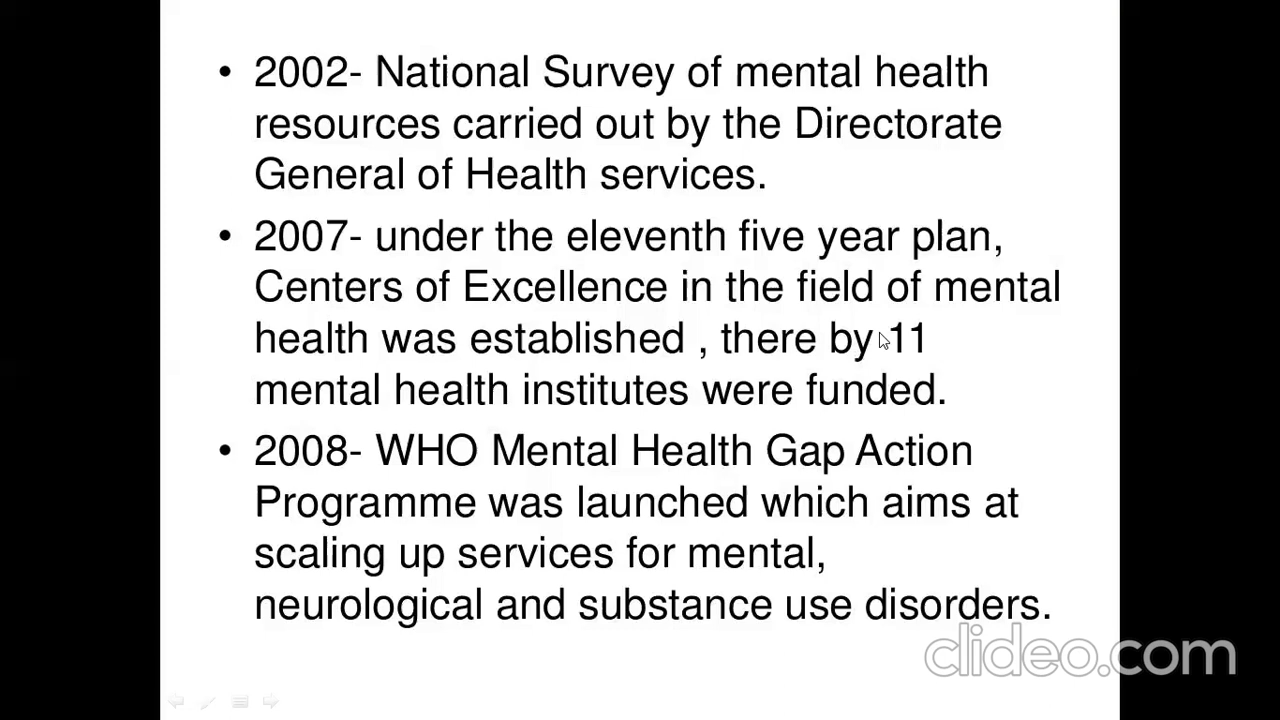 • 2002- National Survey of mental health
resources carried out by the Directorate
General of Health services.
• 2007- under the eleventh five year plan,
Centers of Excellence in the field of mental
health was established , there by 11
mental health institutes were funded.
• 2008- WHO Mental Health Gap Action
Programme was launched which aims at
scaling up services for mental,
neurological and substance use disorders.
clideo.com